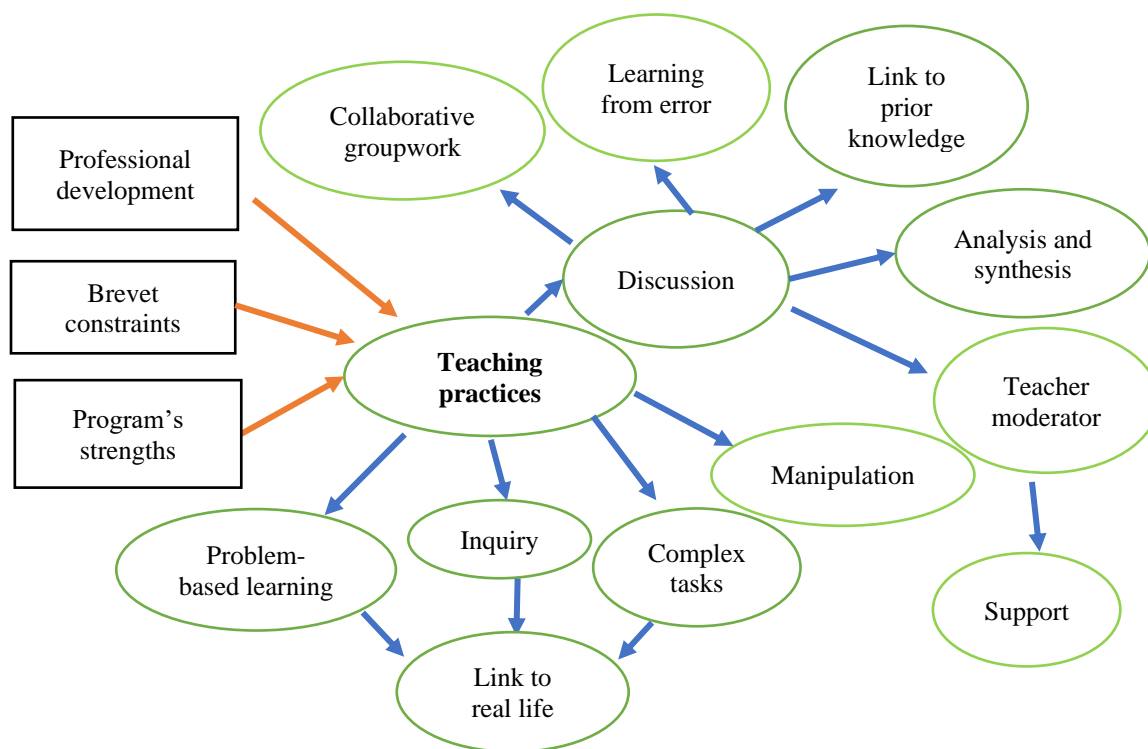 Professional
development
Brevet
constraints
Program’s
strengths
Collaborative
groupwork
Learning
from error
Link to
prior
knowledge
Analysis and
synthesis
Discussion
Teaching
practices
Teacher
moderator
Manipulation
Support
Problem-
based learning
Inquiry
Complex
tasks
Link to
real life